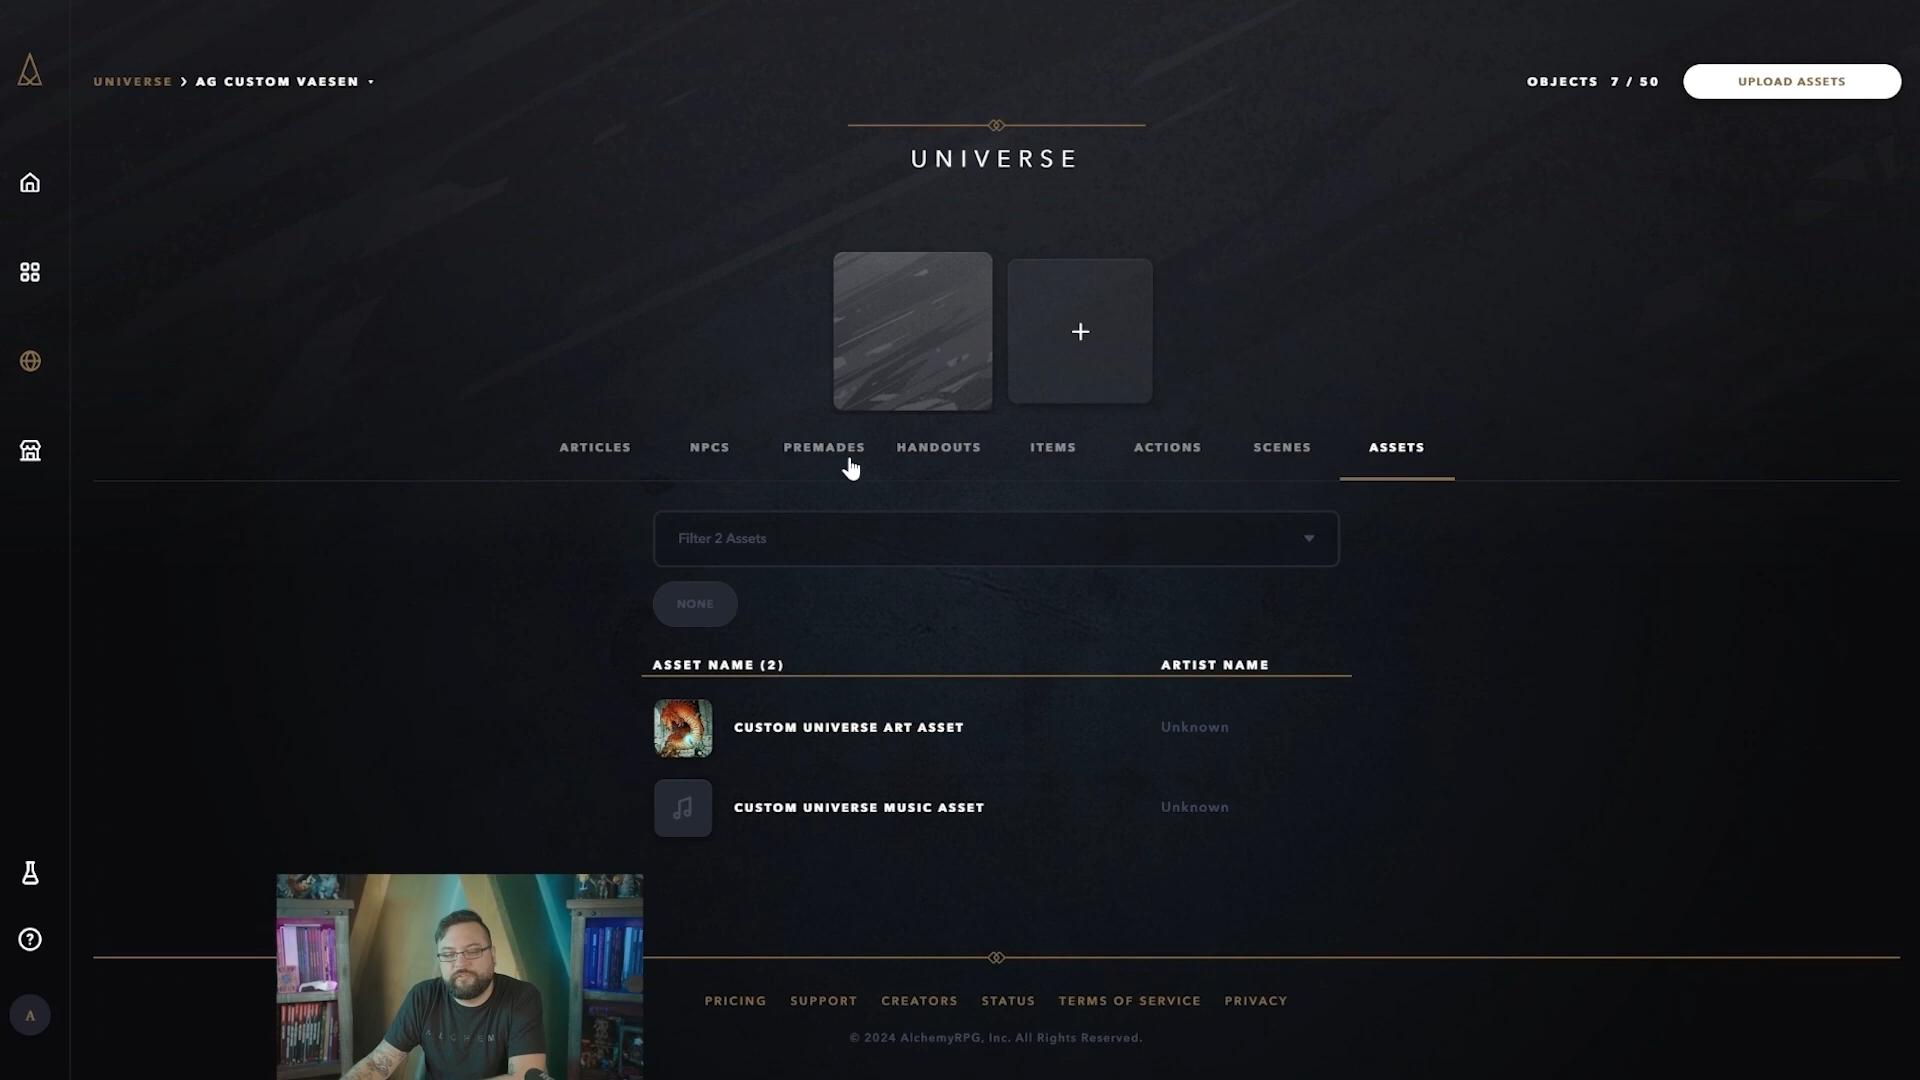 UNIVERSE > AG CUSTOM VAESEN
OBJECTS 7 / 50
UPLOAD ASSETS
UNIVERSE
+
ARTICLES NPCS PREMADES HANDOUTS ITEMS ACTIONS SCENES ASSETS
Filter 2 Assets
NONE
ASSET NAME (2) ARTIST NAME
CUSTOM UNIVERSE ART ASSET Unknown
CUSTOM UNIVERSE MUSIC ASSET Unknown
?
A
PRICING SUPPORT CREATORS STATUS TERMS OF SERVICE PRIVACY
© 2024 AlchemyRPG, Inc. All Rights Reserved.